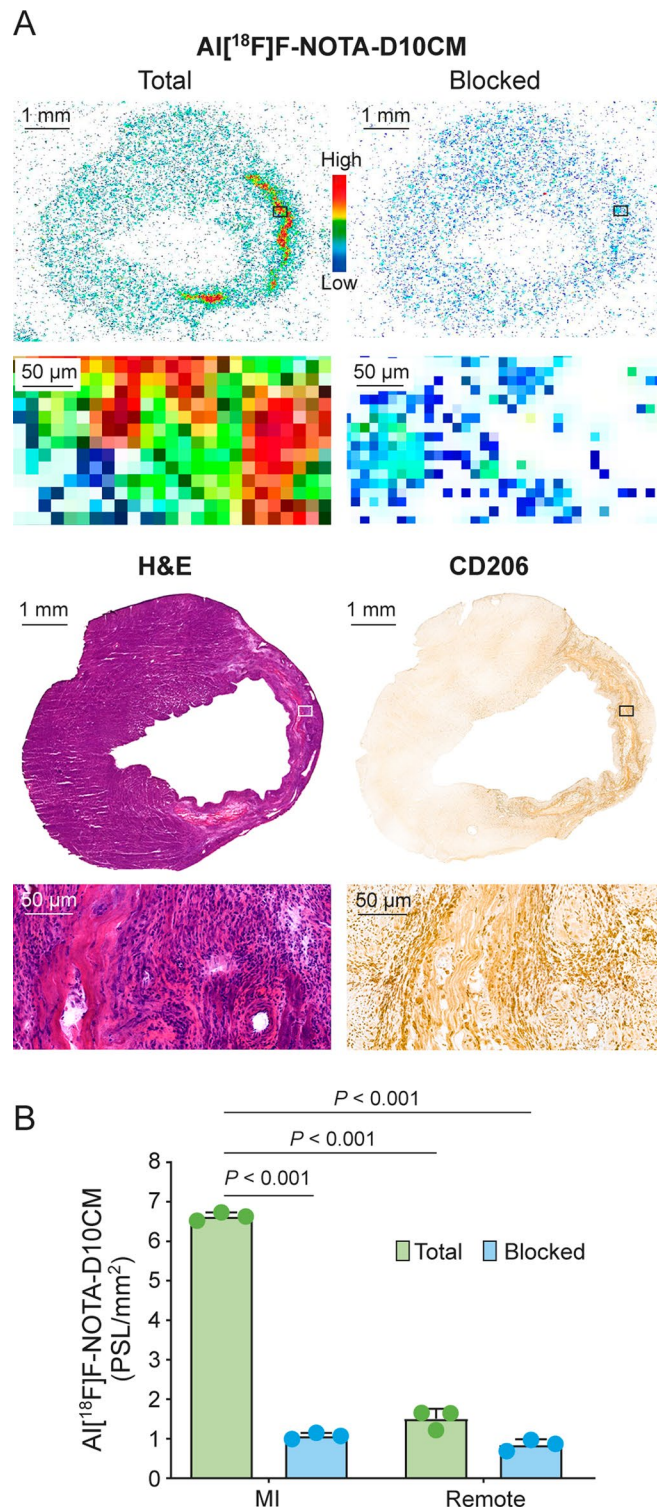 A
Al[¹⁸F]F-NOTA-D10CM
Total
Blocked
1 mm
High
Low
1 mm
50 µm
50 µm
H&E
CD206
1 mm
1 mm
50 µm
50 µm
B
P < 0.001
P < 0.001
P < 0.001
Al[¹⁸F]F-NOTA-D10CM
(PSL/mm²)
8
7
6
5
4
3
2
1
0
Total
Blocked
MI
Remote